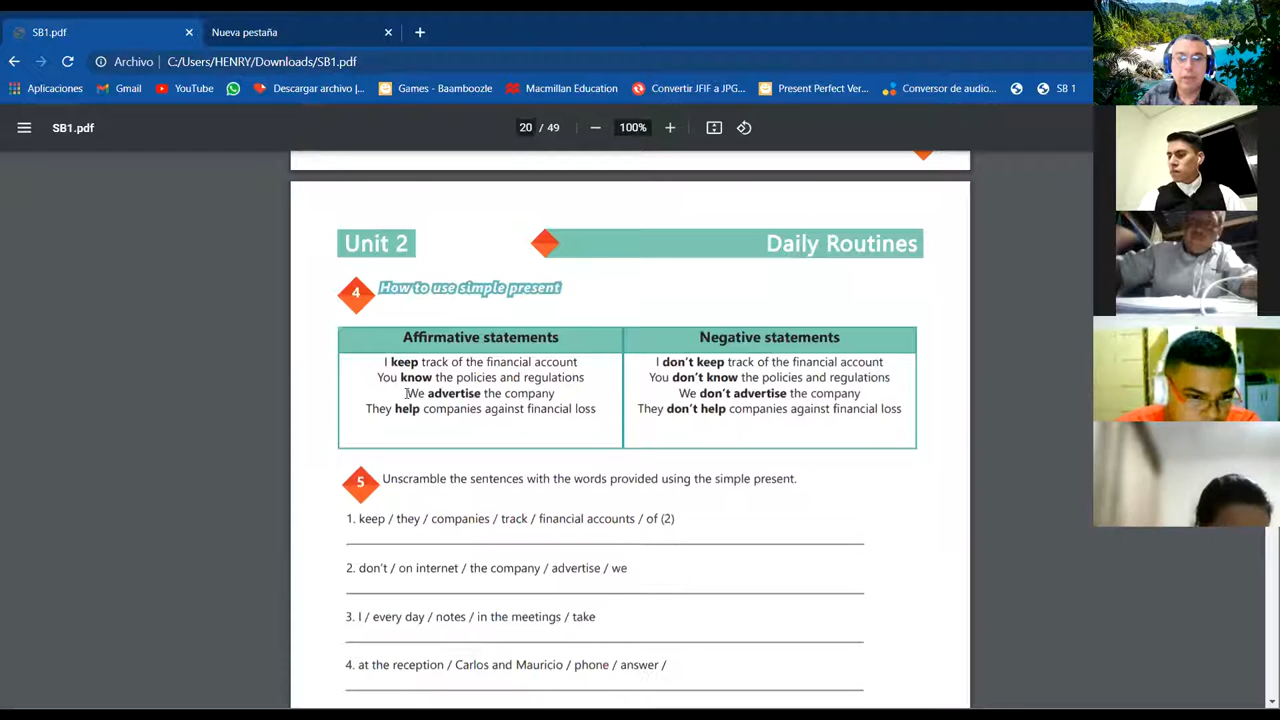 SB1.pdf
Nueva pestaña
Archivo C:/Users/HENRY/Downloads/SB1.pdf
Aplicaciones Gmail YouTube Descargar archivo |... Games - Baamboozle Macmillan Education Convertir JFIF a JPG... Present Perfect Ver... Conversor de audio... SB 1
SB1.pdf 20 / 49 100%
Unit 2 Daily Routines
4 How to use simple present
Affirmative statements Negative statements
I keep track of the financial account I don't keep track of the financial account
You know the policies and regulations You don't know the policies and regulations
We advertise the company We don't advertise the company
They help companies against financial loss They don't help companies against financial loss
5 Unscramble the sentences with the words provided using the simple present.
1. keep / they / companies / track / financial accounts / of (2)
2. don't / on internet / the company / advertise / we
3. I / every day / notes / in the meetings / take
4. at the reception / Carlos and Mauricio / phone / answer /